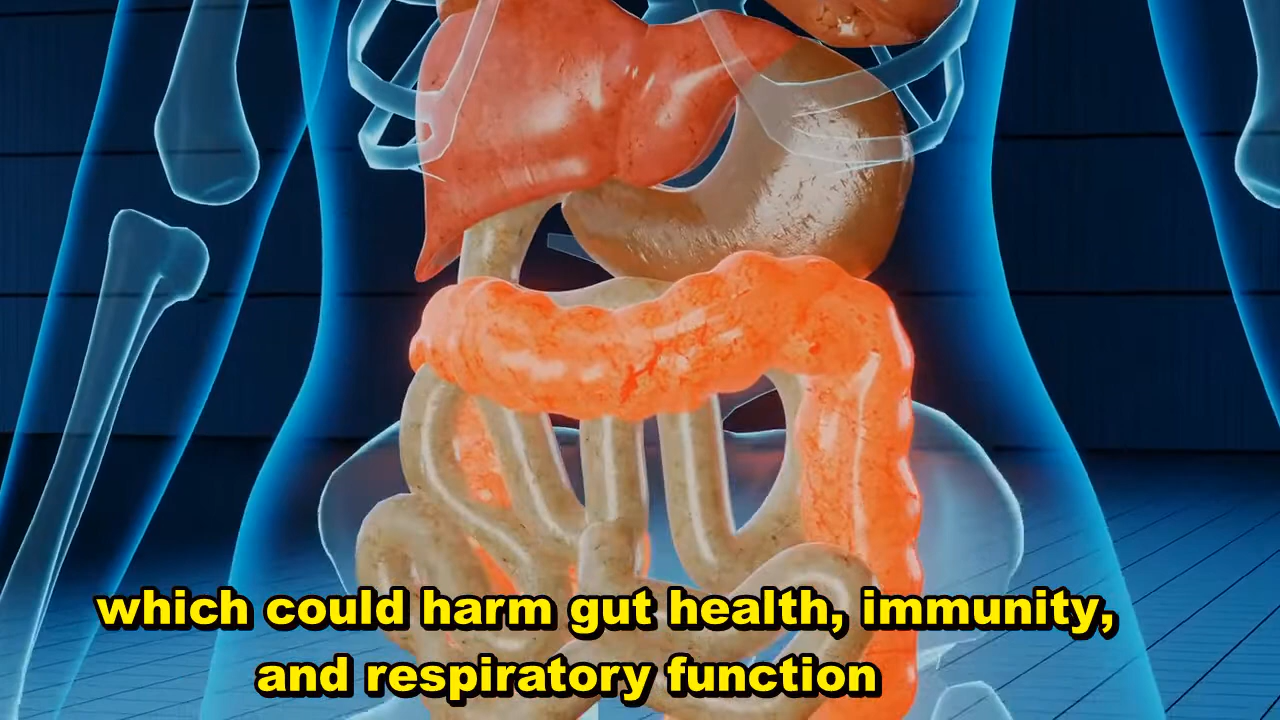 which could harm gut health, immunity,
and respiratory function